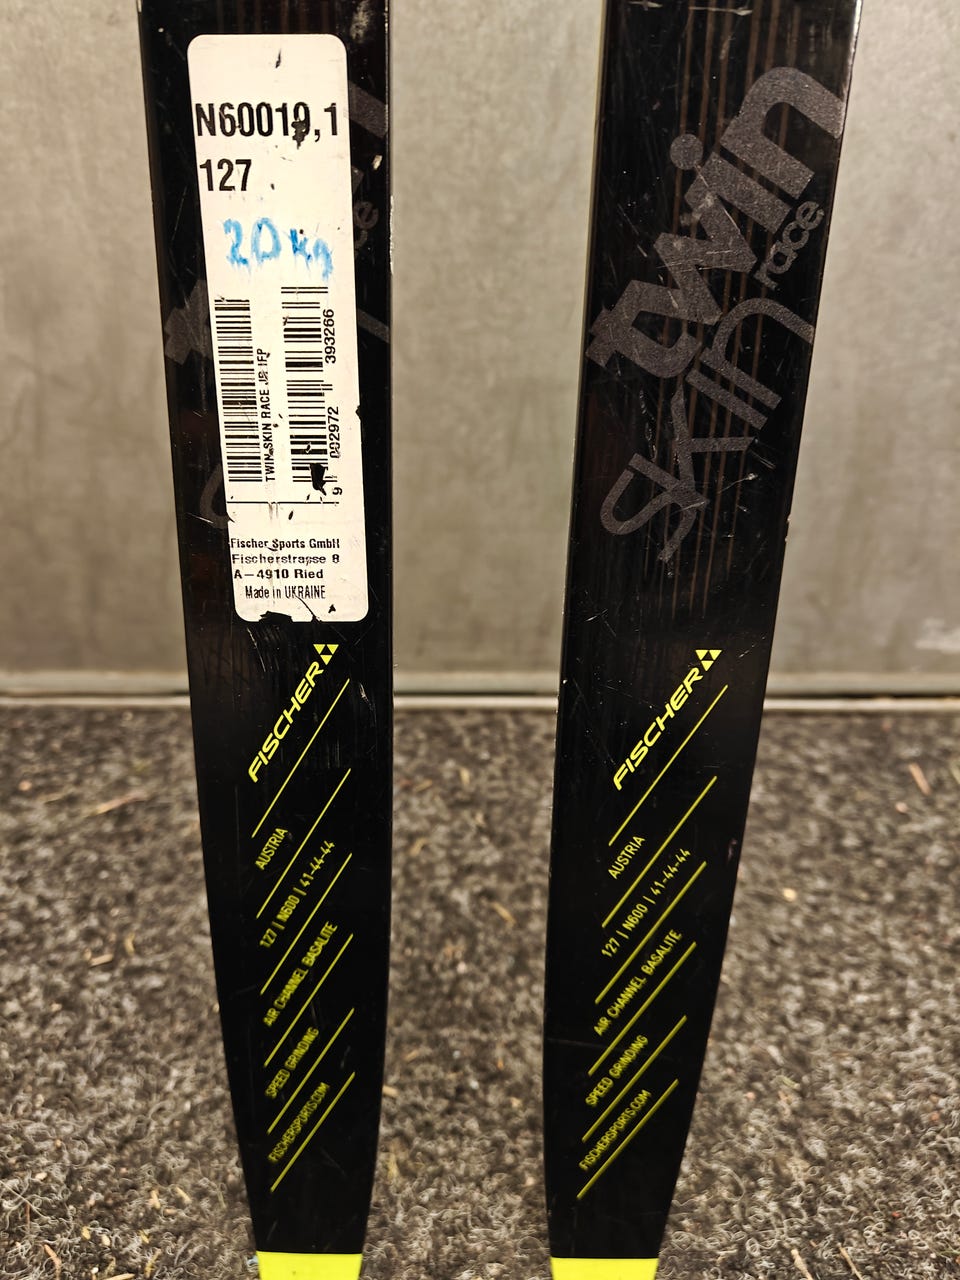 N60019,1
127
20 kg
TWIN SKIN RACE JR IFP
9 002972 393266
Fischer Sports GmbH
Fischerstrasse 8
A-4910 Ried
Made in UKRAINE
FISCHER
AUSTRIA
127 | N600 | 41-44-44
AIR CHANNEL BASALITE
SPEED GRINDING
FISCHERSPORTS.COM
twin
skin
race
FISCHER
AUSTRIA
127 | N600 | 41-44-44
AIR CHANNEL BASALITE
SPEED GRINDING
FISCHERSPORTS.COM